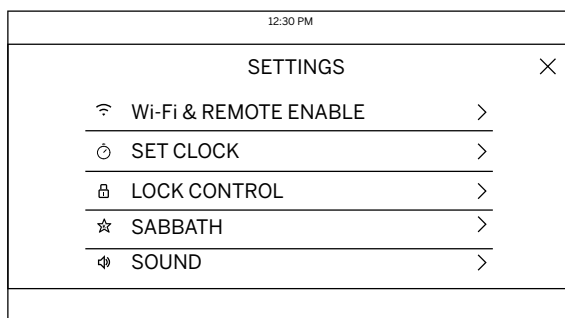 12:30 PM
SETTINGS
Wi-Fi & REMOTE ENABLE
SET CLOCK
LOCK CONTROL
SABBATH
SOUND